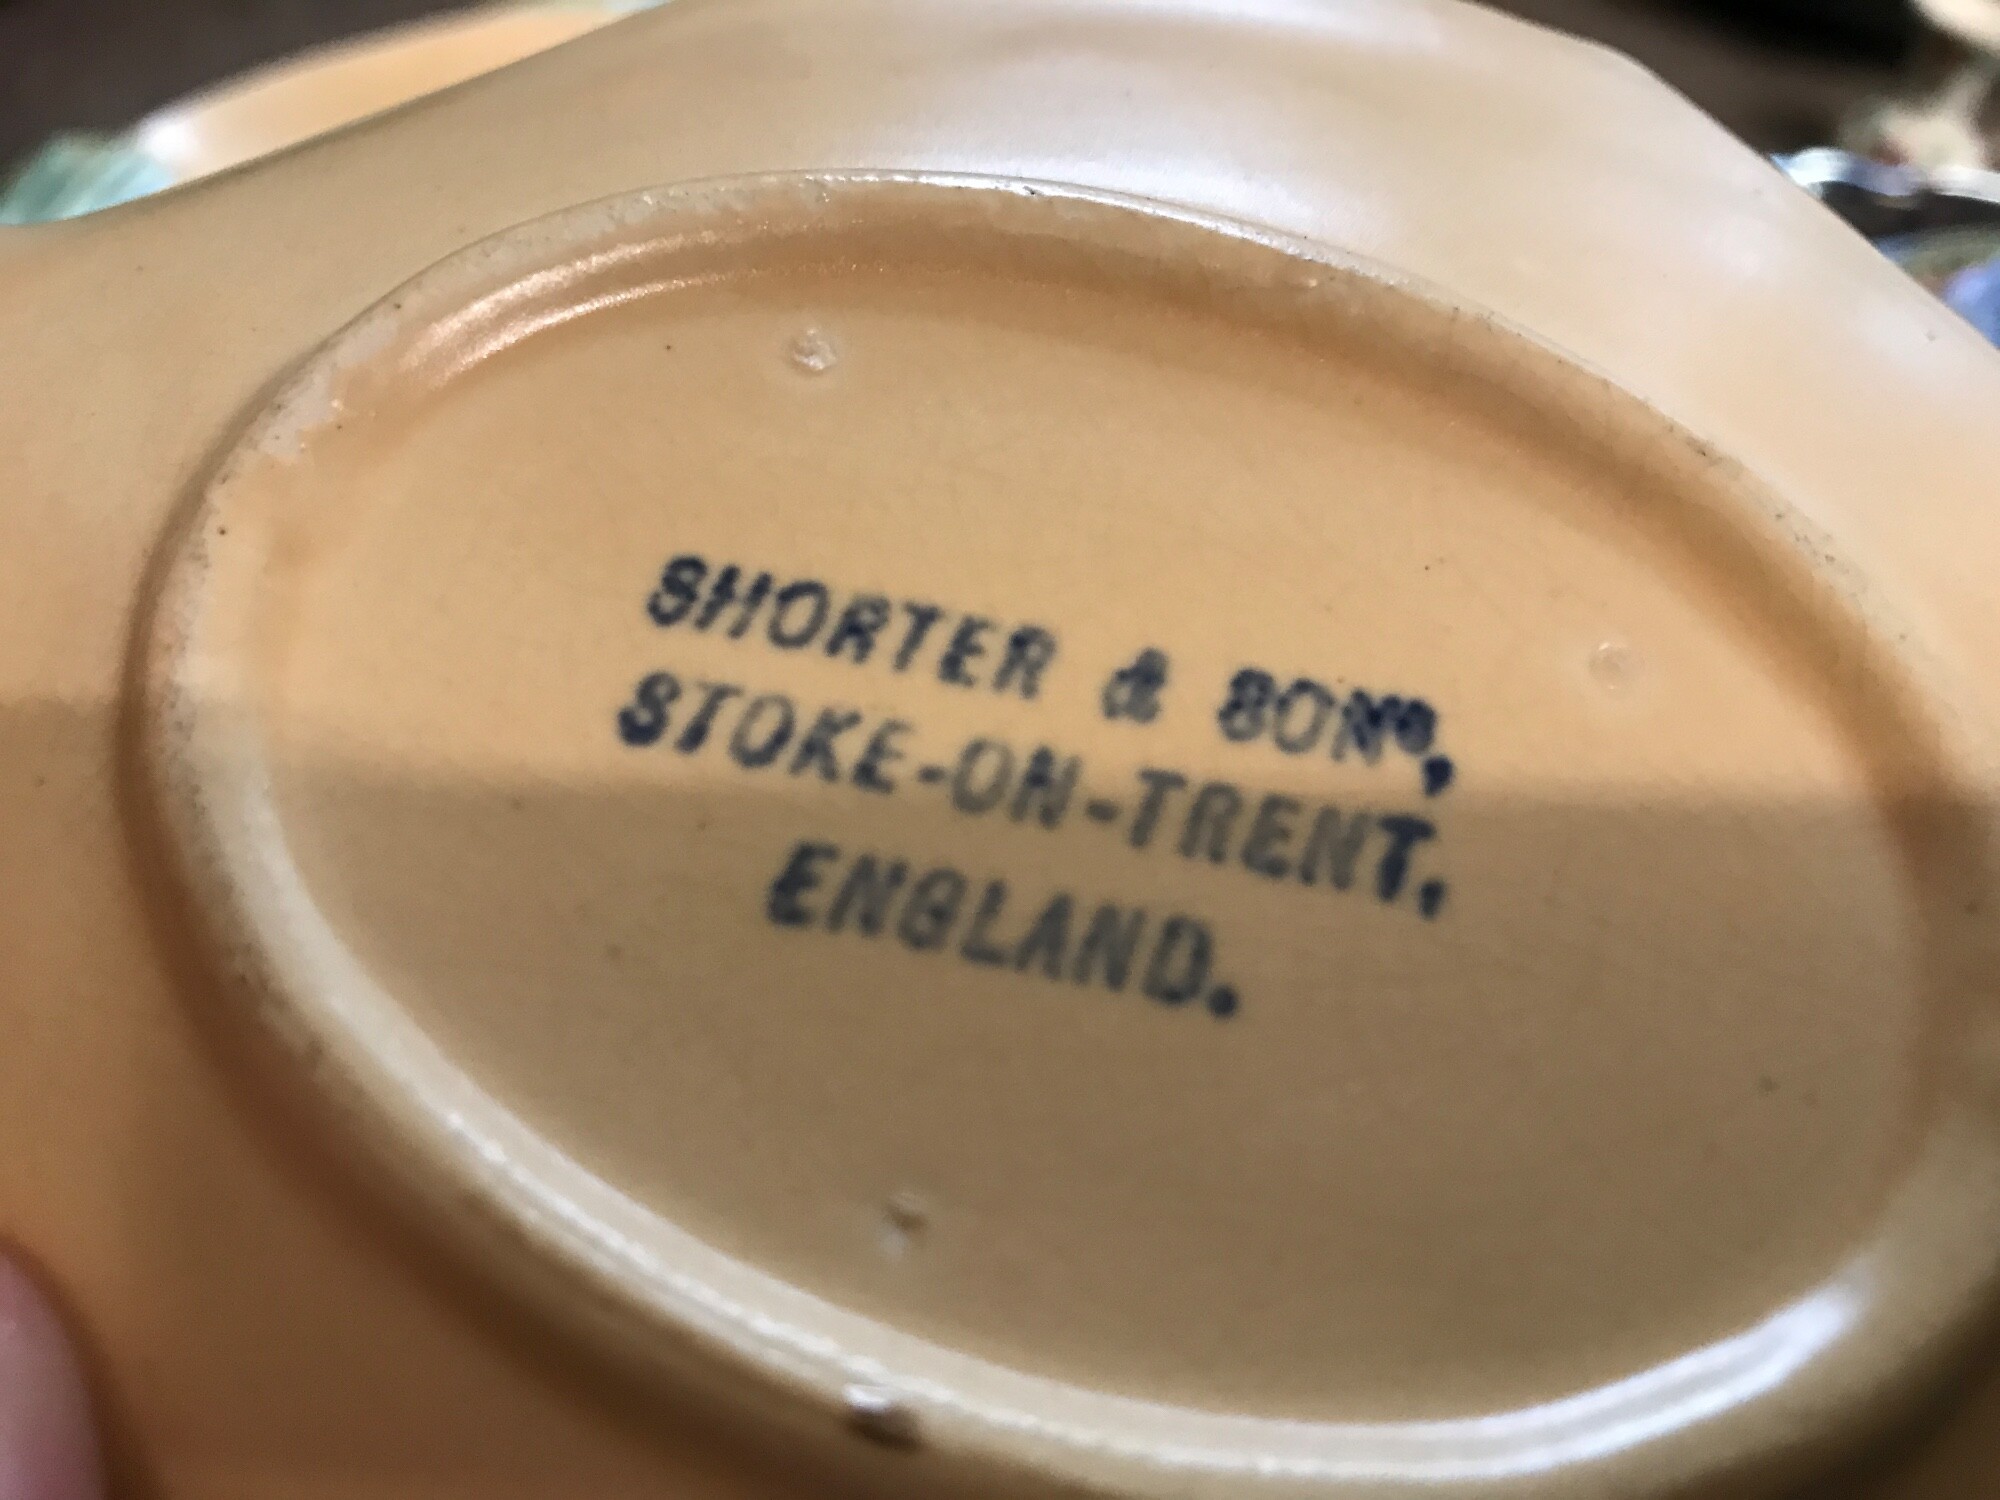 SHORTER & SONS,
STOKE-ON-TRENT.
ENGLAND.